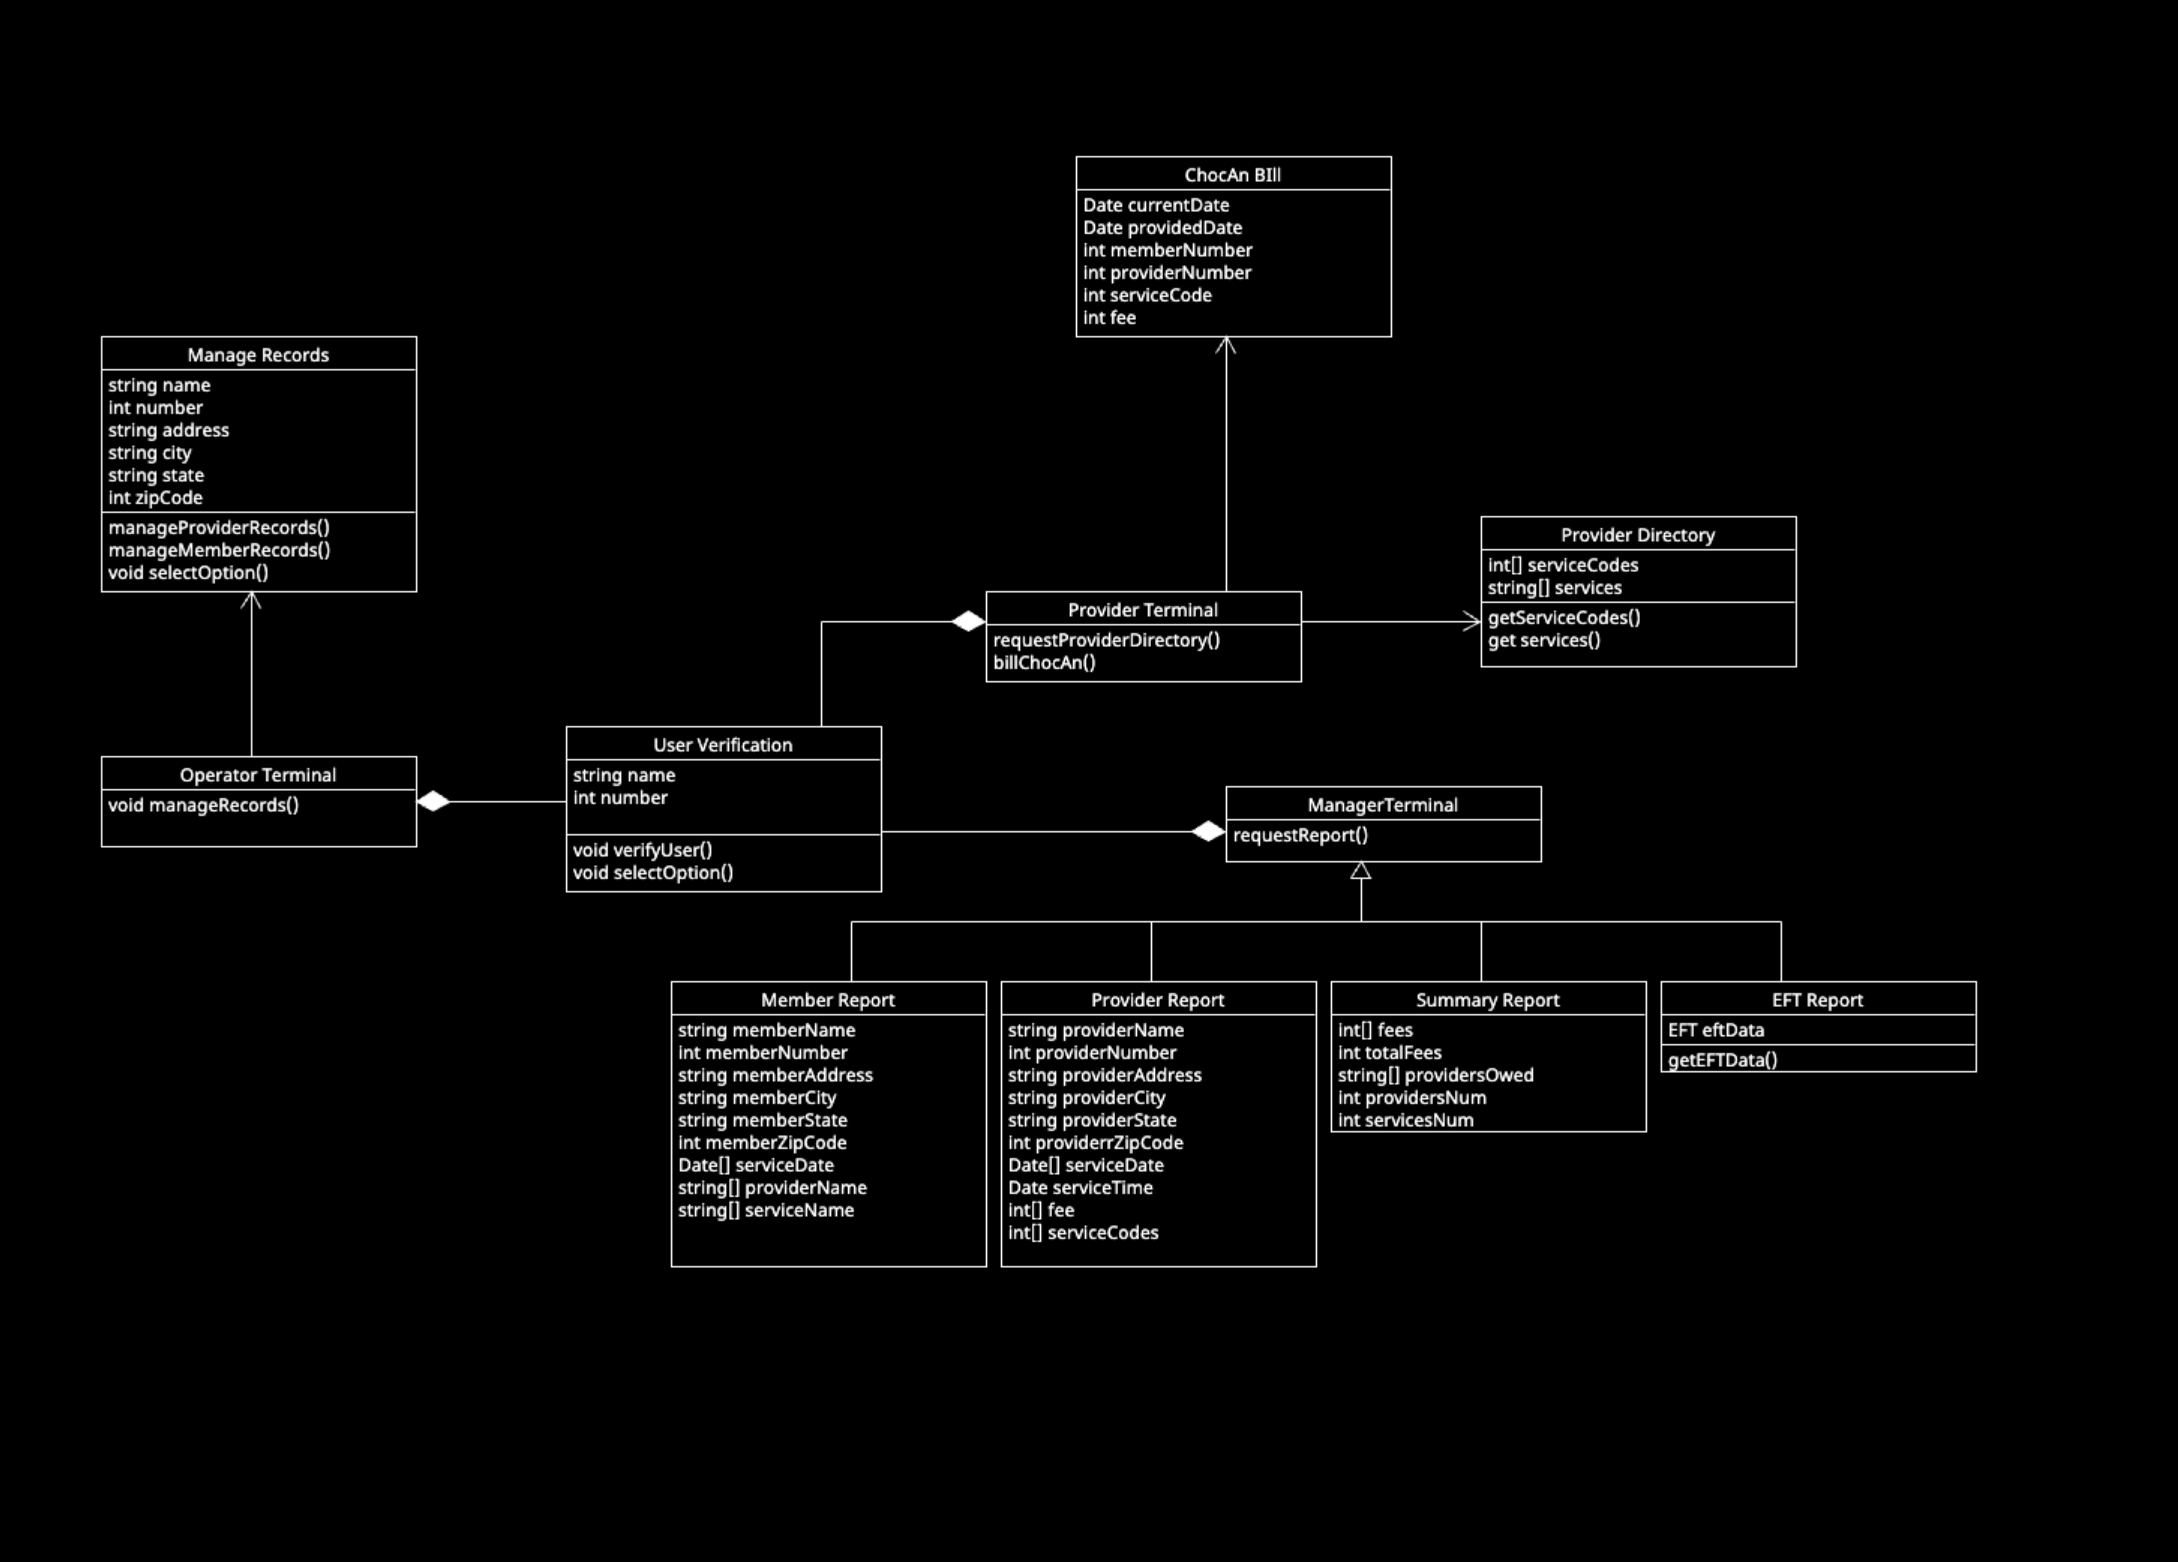 ChocAn BIll
Date currentDate
Date providedDate
int memberNumber
int providerNumber
int serviceCode
int fee
Manage Records
string name
int number
string address
string city
string state
int zipCode
manageProviderRecords()
manageMemberRecords()
void selectOption()
Provider Directory
int[] serviceCodes
string[] services
getServiceCodes()
get services()
Provider Terminal
requestProviderDirectory()
billChocAn()
User Verification
string name
int number
void verifyUser()
void selectOption()
Operator Terminal
void manageRecords()
ManagerTerminal
requestReport()
Member Report
string memberName
int memberNumber
string memberAddress
string memberCity
string memberState
int memberZipCode
Date[] serviceDate
string[] providerName
string[] serviceName
Provider Report
string providerName
int providerNumber
string providerAddress
string providerCity
string providerState
int providerrZipCode
Date[] serviceDate
Date serviceTime
int[] fee
int[] serviceCodes
Summary Report
int[] fees
int totalFees
string[] providersOwed
int providersNum
int servicesNum
EFT Report
EFT eftData
getEFTData()